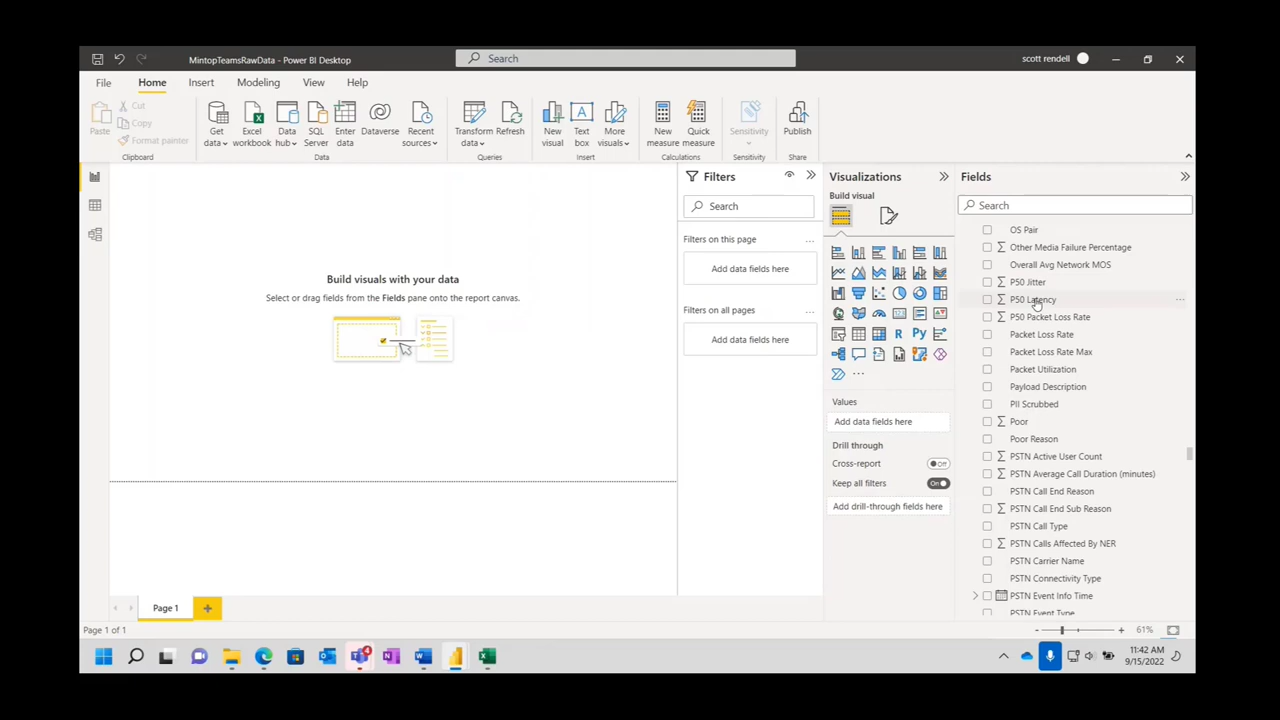 MintopTeamsRawData - Power BI Desktop
Search
scott rendell
File
Home
Insert
Modeling
View
Help
Paste
Cut
Copy
Format painter
Clipboard
Get data
Excel workbook
Data hub
SQL Server
Enter data
Dataverse
Recent sources
Data
Transform data
Refresh
Queries
New visual
A
Text box
More visuals
Insert
New measure
Quick measure
Calculations
Sensitivity
Sensitivity
Publish
Share
Build visuals with your data
Select or drag fields from the Fields pane onto the report canvas.
Filters
Search
Filters on this page
...
Add data fields here
Filters on all pages
...
Add data fields here
Visualizations
Build visual
123
R
Py
...
Values
Add data fields here
Drill through
Cross-report
Off
Keep all filters
On
Add drill-through fields here
Fields
Search
OS Pair
Σ Other Media Failure Percentage
Overall Avg Network MOS
Σ P50 Jitter
Σ P50 Latency
...
Σ P50 Packet Loss Rate
Packet Loss Rate
Packet Loss Rate Max
Packet Utilization
Payload Description
PII Scrubbed
Σ Poor
Poor Reason
Σ PSTN Active User Count
Σ PSTN Average Call Duration (minutes)
PSTN Call End Reason
Σ PSTN Call End Sub Reason
PSTN Call Type
Σ PSTN Calls Affected By NER
PSTN Carrier Name
PSTN Connectivity Type
PSTN Event Info Time
PSTN Event Type
Page 1
+
Page 1 of 1
- + 61%
4
11:42 AM
9/15/2022